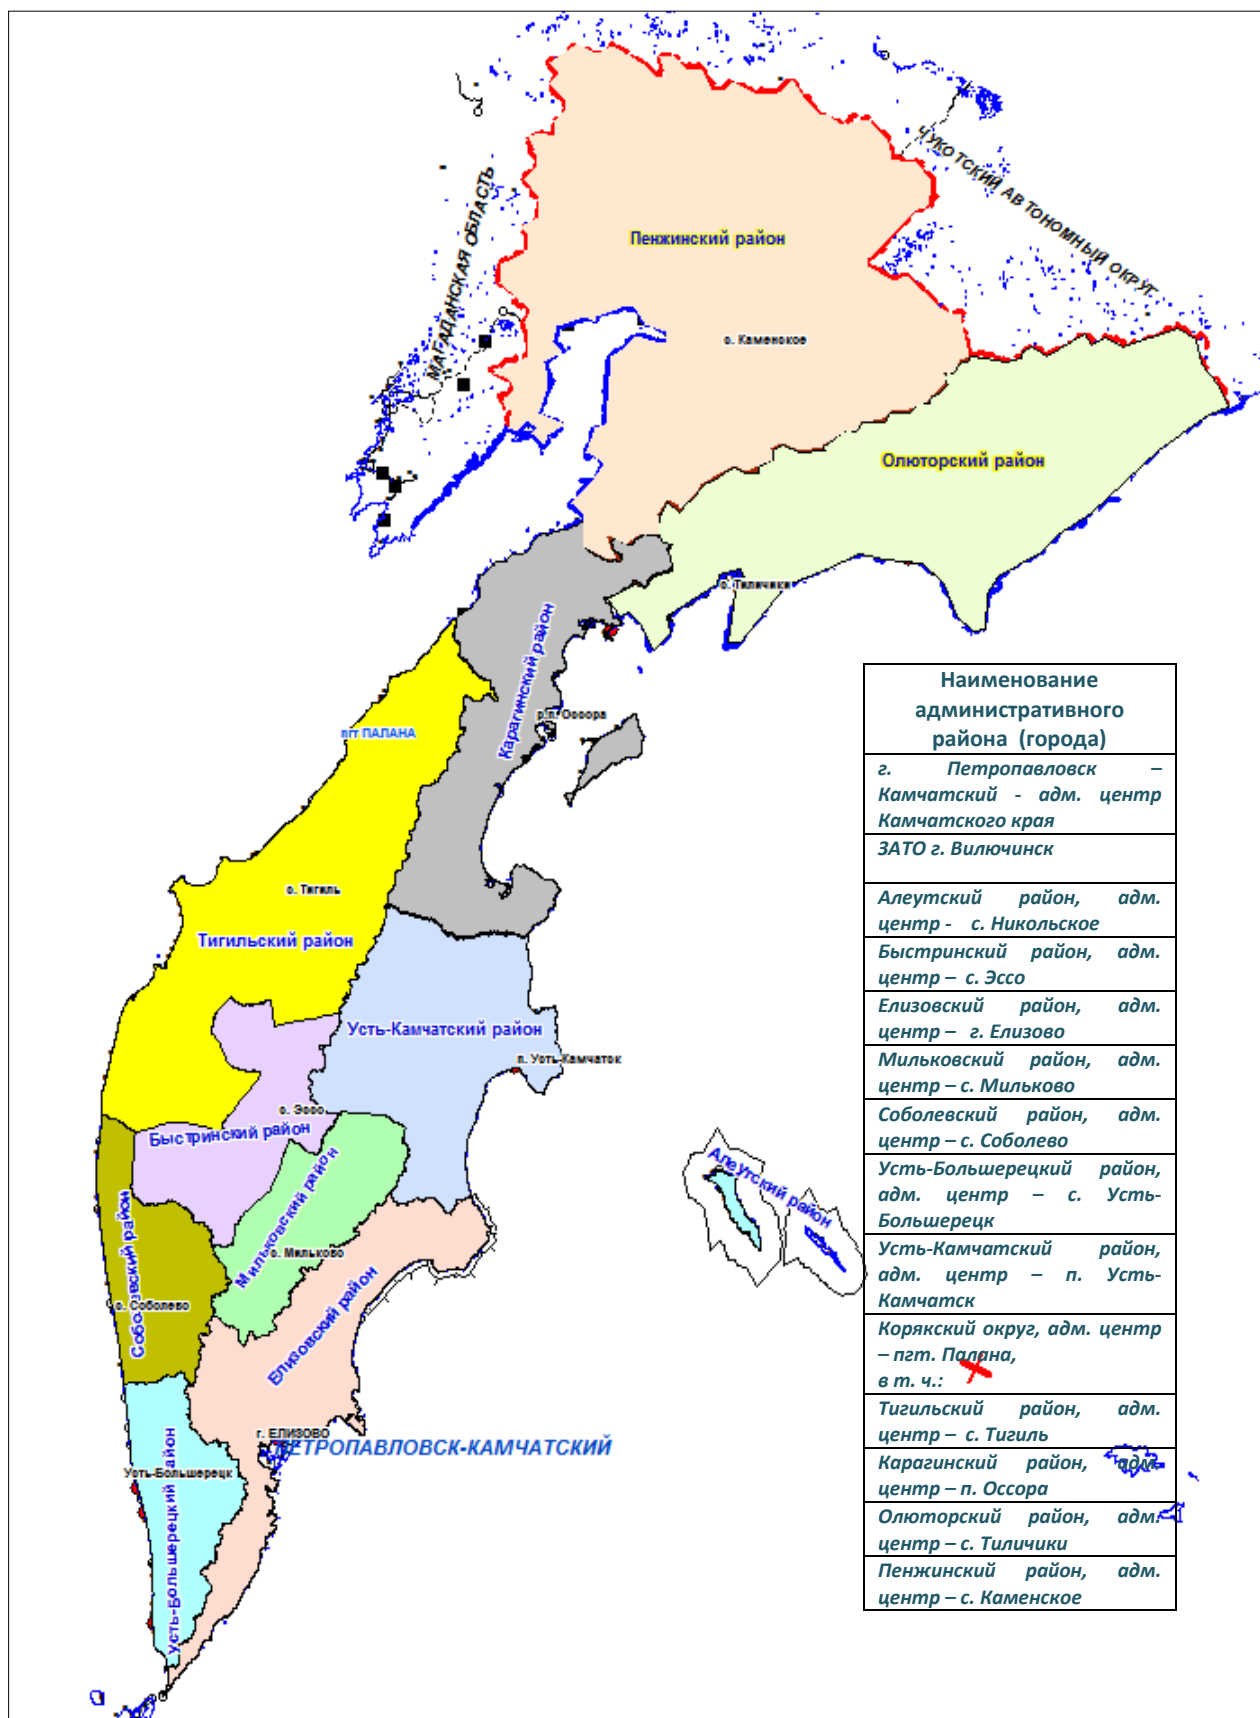 ЧУКОТСКИЙ АВТОНОМНЫЙ ОКРУГ
МАГАДАНСКАЯ ОБЛАСТЬ
Пенжинский район
с. Каменское
Олюторский район
с. Тиличики
Карагинский район
р.п. Оссора
пгт ПАЛАНА
с. Тигиль
Тигильский район
Усть-Камчатский район
п. Усть-Камчатск
с. Эссо
Быстринский район
Мильковский район
с. Мильково
Алеутский район
Соболевский район
с. Соболево
Елизовский район
г. ЕЛИЗОВО
ПЕТРОПАВЛОВСК-КАМЧАТСКИЙ
Усть-Большерецк
Усть-Большерецкий район
Наименование
административного
района (города)
г. Петропавловск –
Камчатский - адм. центр
Камчатского края
ЗАТО г. Вилючинск
Алеутский район, адм.
центр - с. Никольское
Быстринский район, адм.
центр – с. Эссо
Елизовский район, адм.
центр – г. Елизово
Мильковский район, адм.
центр – с. Мильково
Соболевский район, адм.
центр – с. Соболево
Усть-Большерецкий район,
адм. центр – с. Усть-
Большерецк
Усть-Камчатский район,
адм. центр – п. Усть-
Камчатск
Корякский округ, адм. центр
– пгт. Палана,
в т. ч.:
Тигильский район, адм.
центр – с. Тигиль
Карагинский район, адм.
центр – п. Оссора
Олюторский район, адм.
центр – с. Тиличики
Пенжинский район, адм.
центр – с. Каменское